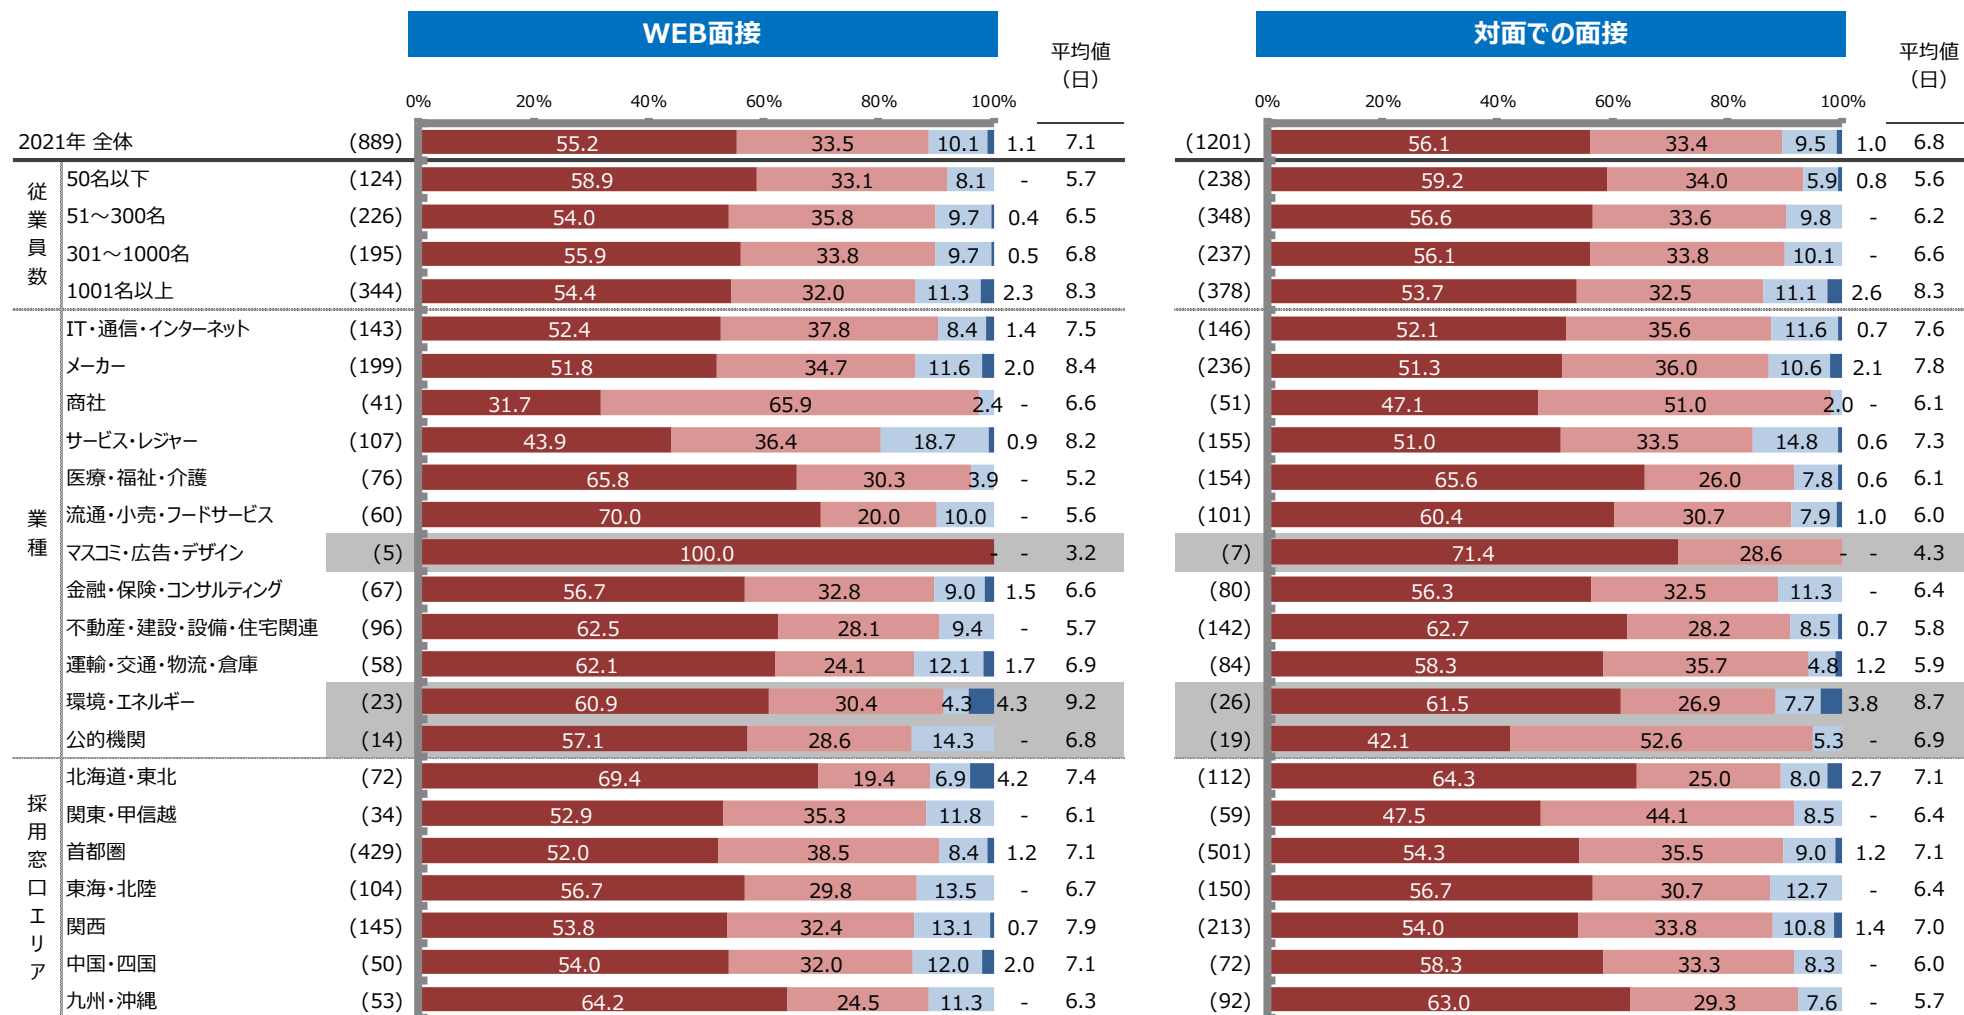 WEB面接 対面での面接
平均値 平均値
(日) (日)
0% 20% 40% 60% 80% 100% 0% 20% 40% 60% 80% 100%
2021年 全体 (889) 55.2 33.5 10.1 1.1 7.1 (1201) 56.1 33.4 9.5 1.0 6.8
従業員数
50名以下 (124) 58.9 33.1 8.1 - 5.7 (238) 59.2 34.0 5.9 0.8 5.6
51～300名 (226) 54.0 35.8 9.7 0.4 6.5 (348) 56.6 33.6 9.8 - 6.2
301～1000名 (195) 55.9 33.8 9.7 0.5 6.8 (237) 56.1 33.8 10.1 - 6.6
1001名以上 (344) 54.4 32.0 11.3 2.3 8.3 (378) 53.7 32.5 11.1 2.6 8.3
業種
IT・通信・インターネット (143) 52.4 37.8 8.4 1.4 7.5 (146) 52.1 35.6 11.6 0.7 7.6
メーカー (199) 51.8 34.7 11.6 2.0 8.4 (236) 51.3 36.0 10.6 2.1 7.8
商社 (41) 31.7 65.9 2.4 - 6.6 (51) 47.1 51.0 2.0 - 6.1
サービス・レジャー (107) 43.9 36.4 18.7 0.9 8.2 (155) 51.0 33.5 14.8 0.6 7.3
医療・福祉・介護 (76) 65.8 30.3 3.9 - 5.2 (154) 65.6 26.0 7.8 0.6 6.1
流通・小売・フードサービス (60) 70.0 20.0 10.0 - 5.6 (101) 60.4 30.7 7.9 1.0 6.0
マスコミ・広告・デザイン (5) 100.0 - - 3.2 (7) 71.4 28.6 - - 4.3
金融・保険・コンサルティング (67) 56.7 32.8 9.0 1.5 6.6 (80) 56.3 32.5 11.3 - 6.4
不動産・建設・設備・住宅関連 (96) 62.5 28.1 9.4 - 5.7 (142) 62.7 28.2 8.5 0.7 5.8
運輸・交通・物流・倉庫 (58) 62.1 24.1 12.1 1.7 6.9 (84) 58.3 35.7 4.8 1.2 5.9
環境・エネルギー (23) 60.9 30.4 4.3 4.3 9.2 (26) 61.5 26.9 7.7 3.8 8.7
公的機関 (14) 57.1 28.6 14.3 - 6.8 (19) 42.1 52.6 5.3 - 6.9
採用窓口エリア
北海道・東北 (72) 69.4 19.4 6.9 4.2 7.4 (112) 64.3 25.0 8.0 2.7 7.1
関東・甲信越 (34) 52.9 35.3 11.8 - 6.1 (59) 47.5 44.1 8.5 - 6.4
首都圏 (429) 52.0 38.5 8.4 1.2 7.1 (501) 54.3 35.5 9.0 1.2 7.1
東海・北陸 (104) 56.7 29.8 13.5 - 6.7 (150) 56.7 30.7 12.7 - 6.4
関西 (145) 53.8 32.4 13.1 0.7 7.9 (213) 54.0 33.8 10.8 1.4 7.0
中国・四国 (50) 54.0 32.0 12.0 2.0 7.1 (72) 58.3 33.3 8.3 - 6.0
九州・沖縄 (53) 64.2 24.5 11.3 - 6.3 (92) 63.0 29.3 7.6 - 5.7